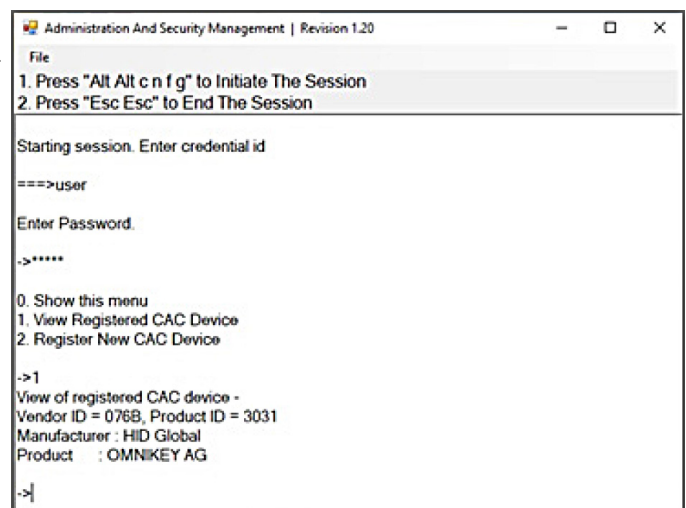 Administration And Security Management | Revision 1.20
File
1. Press "Alt Alt c n f g" to Initiate The Session
2. Press "Esc Esc" to End The Session
Starting session. Enter credential id
===>user
Enter Password.
->*****
0. Show this menu
1. View Registered CAC Device
2. Register New CAC Device
->1
View of registered CAC device -
Vendor ID = 076B, Product ID = 3031
Manufacturer : HID Global
Product : OMNIKEY AG
->